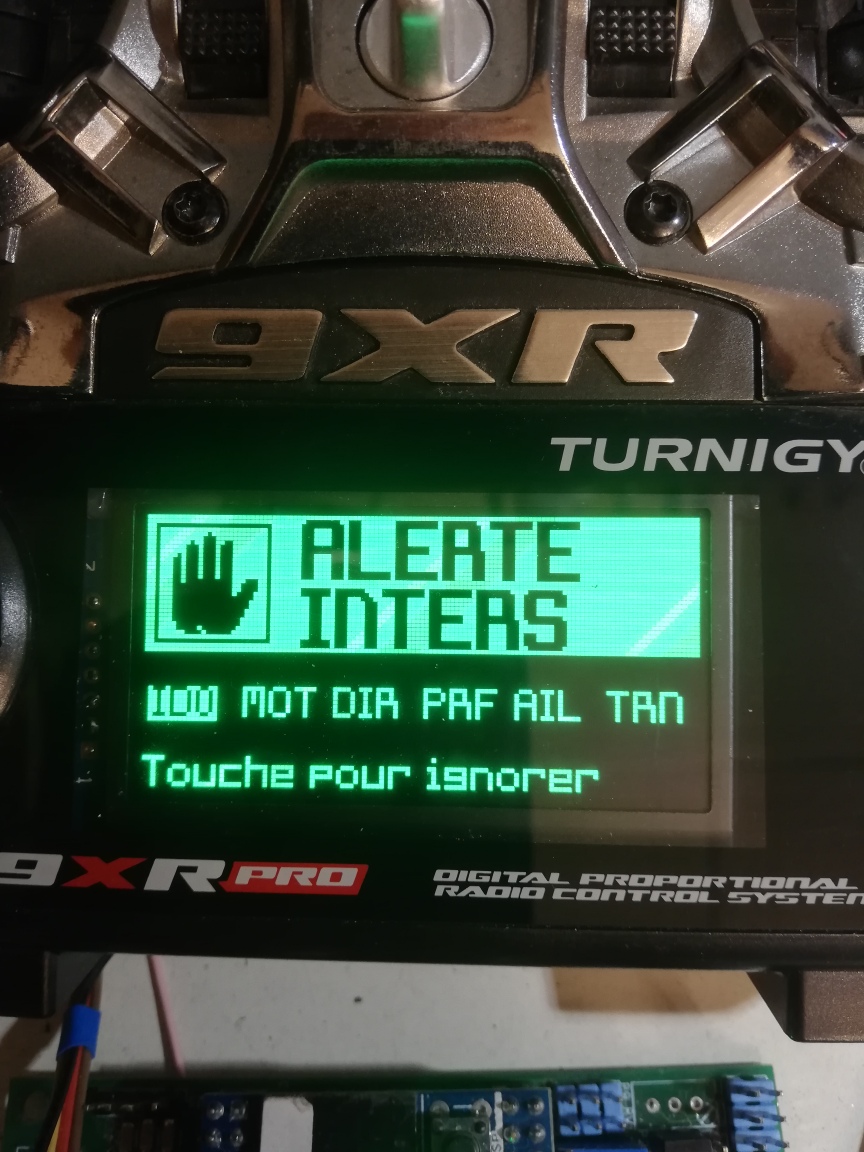 9XR
TURNIGY
ALERTE
INTERS
MOT DIR PRF AIL TRN
Touche pour ignorer
9XR PRO
DIGITAL PROPORTIONAL
RADIO CONTROL SYSTEM